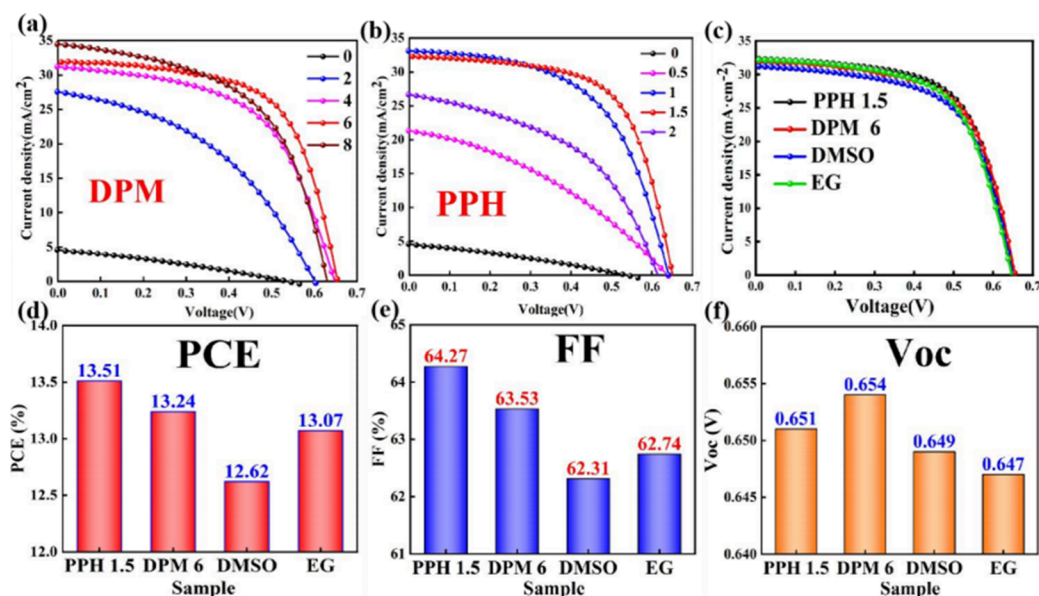 (a)
35
30
25
20
15
10
5
0
Current density(mA/cm²)
DPM
0
2
4
6
8
0.0 0.1 0.2 0.3 0.4 0.5 0.6 0.7
Voltage(V)
(b)
35
30
25
20
15
10
5
0
Current density(mA/cm²)
PPH
0
0.5
1
1.5
2
0.0 0.1 0.2 0.3 0.4 0.5 0.6 0.7
Voltage(V)
(c)
35
30
25
20
15
10
5
0
Current density(mA·cm⁻²)
PPH 1.5
DPM 6
DMSO
EG
0.0 0.1 0.2 0.3 0.4 0.5 0.6 0.7
Voltage(V)
(d)
PCE
14.0
13.5
13.0
12.5
12.0
PCE (%)
13.51
13.24
12.62
13.07
PPH 1.5 DPM 6 DMSO EG
Sample
(e)
FF
65
64
63
62
61
FF (%)
64.27
63.53
62.31
62.74
PPH 1.5 DPM 6 DMSO EG
Sample
(f)
Voc
0.660
0.655
0.650
0.645
0.640
Voc (V)
0.651
0.654
0.649
0.647
PPH 1.5 DPM 6 DMSO EG
Sample